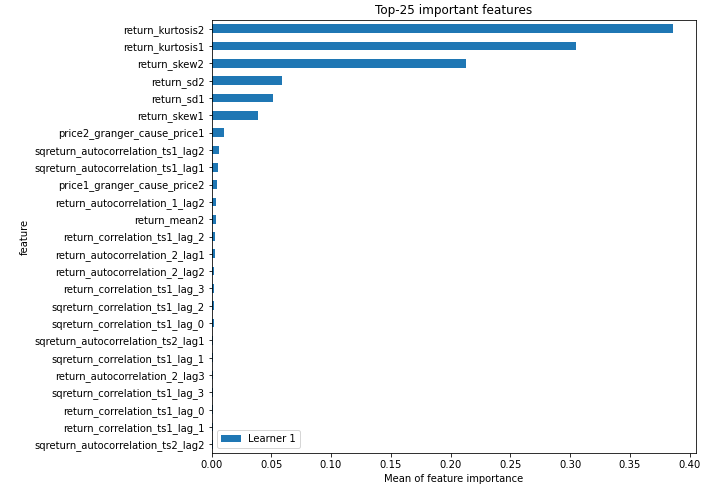 Top-25 important features
return_kurtosis2
return_kurtosis1
return_skew2
return_sd2
return_sd1
return_skew1
price2_granger_cause_price1
sqreturn_autocorrelation_ts1_lag2
sqreturn_autocorrelation_ts1_lag1
price1_granger_cause_price2
return_autocorrelation_1_lag2
return_mean2
return_correlation_ts1_lag_2
return_autocorrelation_2_lag1
return_autocorrelation_2_lag2
return_correlation_ts1_lag_3
sqreturn_correlation_ts1_lag_2
sqreturn_correlation_ts1_lag_0
sqreturn_autocorrelation_ts2_lag1
sqreturn_correlation_ts1_lag_1
return_autocorrelation_2_lag3
sqreturn_correlation_ts1_lag_3
return_correlation_ts1_lag_0
return_correlation_ts1_lag_1
sqreturn_autocorrelation_ts2_lag2
feature
Learner 1
0.00 0.05 0.10 0.15 0.20 0.25 0.30 0.35 0.40
Mean of feature importance